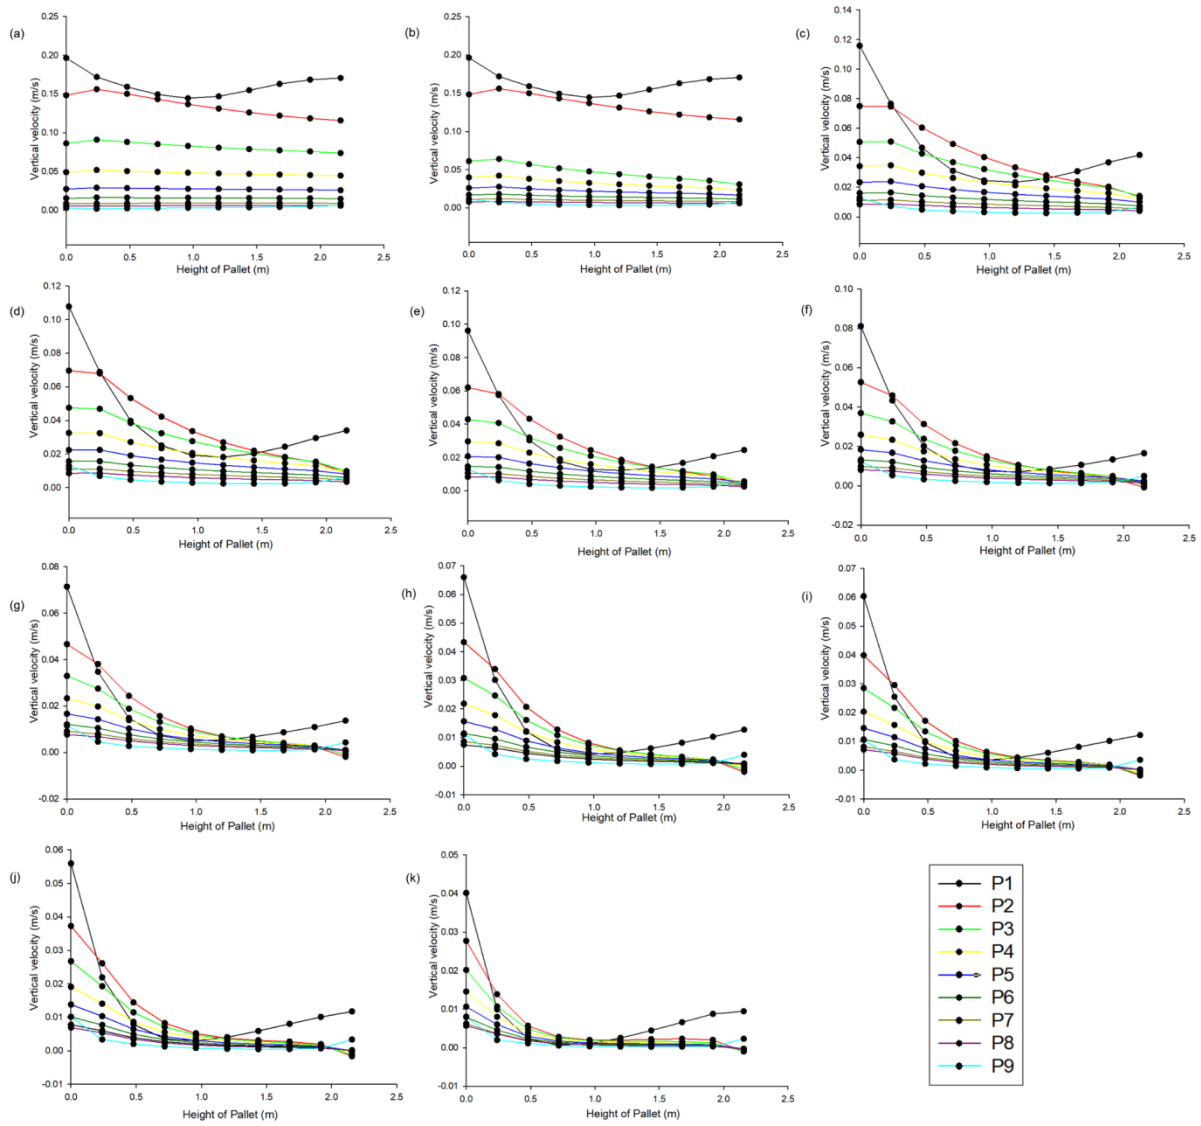 (a)
Vertical velocity (m/s)
0.25
0.20
0.15
0.10
0.05
0.00
0.0 0.5 1.0 1.5 2.0 2.5
Height of Pallet (m)
(b)
Vertical velocity (m/s)
0.25
0.20
0.15
0.10
0.05
0.00
0.0 0.5 1.0 1.5 2.0 2.5
Height of Pallet (m)
(c)
Vertical velocity (m/s)
0.14
0.12
0.10
0.08
0.06
0.04
0.02
0.00
0.0 0.5 1.0 1.5 2.0 2.5
Height of Pallet (m)
(d)
Vertical velocity (m/s)
0.12
0.10
0.08
0.06
0.04
0.02
0.00
0.0 0.5 1.0 1.5 2.0 2.5
Height of Pallet (m)
(e)
Vertical velocity (m/s)
0.12
0.10
0.08
0.06
0.04
0.02
0.00
0.0 0.5 1.0 1.5 2.0 2.5
Height of Pallet (m)
(f)
Vertical velocity (m/s)
0.10
0.08
0.06
0.04
0.02
0.00
-0.02
0.0 0.5 1.0 1.5 2.0 2.5
Height of Pallet (m)
(g)
Vertical velocity (m/s)
0.08
0.06
0.04
0.02
0.00
-0.02
0.0 0.5 1.0 1.5 2.0 2.5
Height of Pallet (m)
(h)
Vertical velocity (m/s)
0.07
0.06
0.05
0.04
0.03
0.02
0.01
0.00
-0.01
0.0 0.5 1.0 1.5 2.0 2.5
Height of Pallet (m)
(i)
Vertical velocity (m/s)
0.07
0.06
0.05
0.04
0.03
0.02
0.01
0.00
-0.01
0.0 0.5 1.0 1.5 2.0 2.5
Height of Pallet (m)
(j)
Vertical velocity (m/s)
0.06
0.05
0.04
0.03
0.02
0.01
0.00
-0.01
0.0 0.5 1.0 1.5 2.0 2.5
Height of Pallet (m)
(k)
Vertical velocity (m/s)
0.05
0.04
0.03
0.02
0.01
0.00
-0.01
0.0 0.5 1.0 1.5 2.0 2.5
Height of Pallet (m)
P1
P2
P3
P4
P5
P6
P7
P8
P9